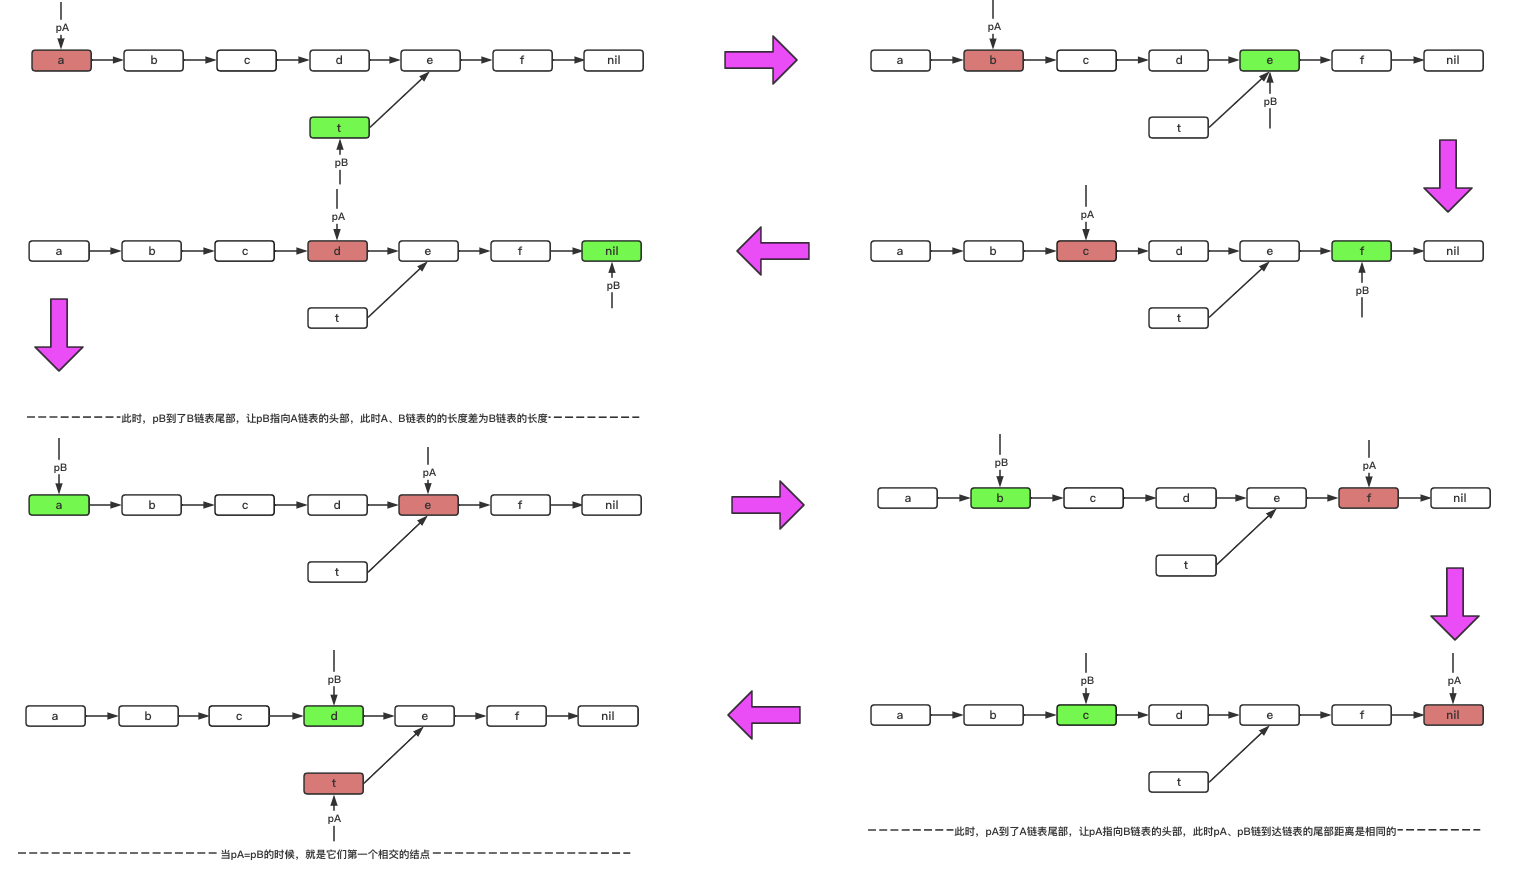 pA
a b c d e f nil
t
pB
pA
a b c d e f nil
t
pB
pA
a b c d e f nil
t
pB
pA
a b c d e f nil
t
pB
此时，pB到了B链表尾部，让pB指向A链表的头部，此时A、B链表的的长度差为B链表的长度
pB pA
a b c d e f nil
t
pB pA
a b c d e f nil
t
pB pA
a b c d e f nil
t
此时，pA到了A链表尾部，让pA指向B链表的头部，此时pA、pB链到达链表的尾部距离是相同的
pB
a b c d e f nil
t
pA
当pA=pB的时候，就是它们第一个相交的结点